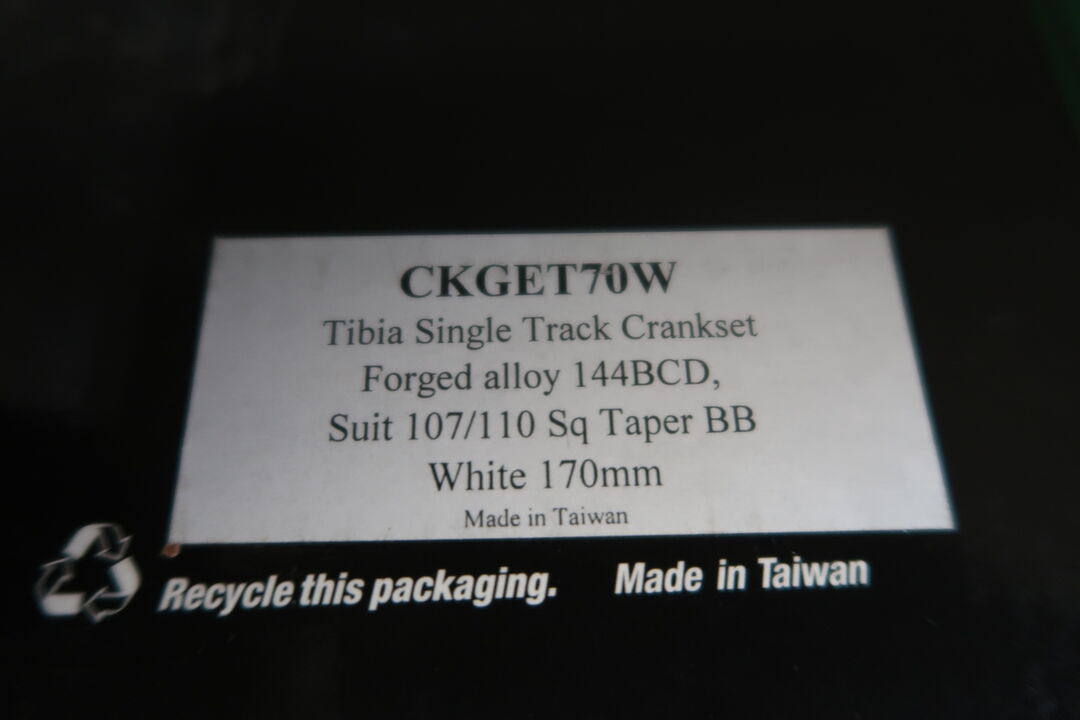 CKGET70W
Tibia Single Track Crankset
Forged alloy 144BCD,
Suit 107/110 Sq Taper BB
White 170mm
Made in Taiwan
Recycle this packaging. Made in Taiwan